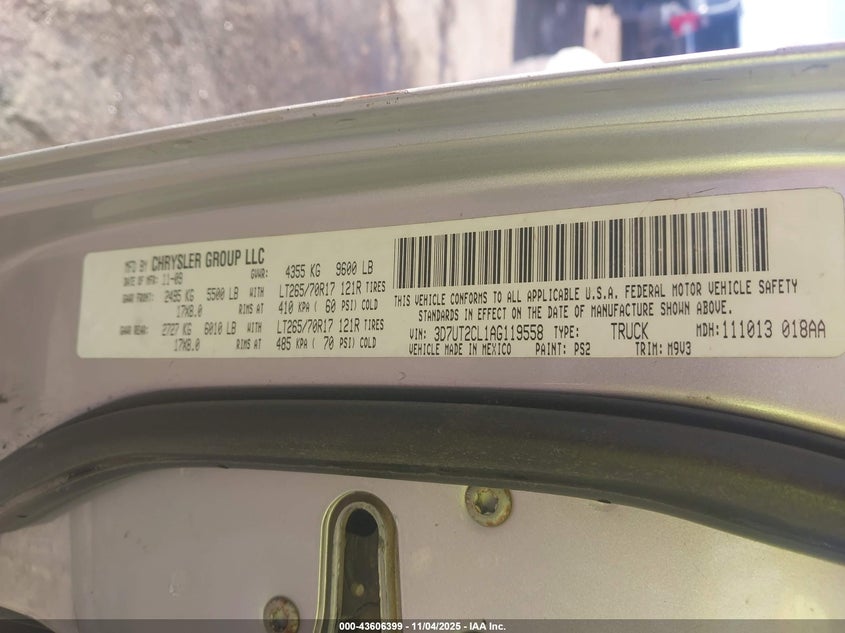 MFD BY CHRYSLER GROUP LLC
DATE OF MFR: 11-09 GVWR: 4355 KG 9600 LB
GAWR FRONT: 2495 KG 5500 LB WITH LT265/70R17 121R TIRES
17X8.0 RIMS AT 410 KPA ( 60 PSI) COLD
GAWR REAR: 2727 KG 6010 LB WITH LT265/70R17 121R TIRES
17X8.0 RIMS AT 485 KPA ( 70 PSI) COLD
THIS VEHICLE CONFORMS TO ALL APPLICABLE U.S.A. FEDERAL MOTOR VEHICLE SAFETY
STANDARDS IN EFFECT ON THE DATE OF MANUFACTURE SHOWN ABOVE.
VIN: 3D7UT2CL1AG119558 TYPE: TRUCK MDH: 111013 018AA
VEHICLE MADE IN MEXICO PAINT: PS2 TRIM: M9V3
000-43606399 - 11/04/2025 - IAA Inc.